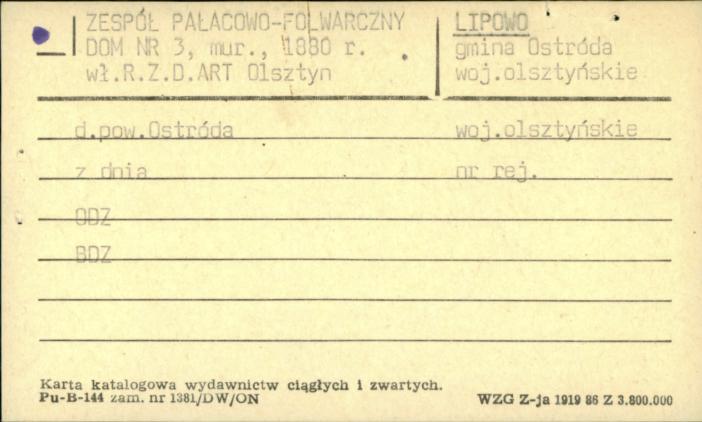 ZESPÓŁ PAŁACOWO-FOLWARCZNY
DOM NR 3, mur., 1880 r.
wł.R.Z.D.ART Olsztyn
LIPOWO
gmina Ostróda
woj.olsztyńskie
d.pow.Ostróda woj.olsztyńskie
z dnia nr rej.
ODZ
BDZ
Karta katalogowa wydawnictw ciągłych i zwartych.
Pu-B-144 zam. nr 1381/DW/ON WZG Z-ja 1919 86 Z 3.800.000